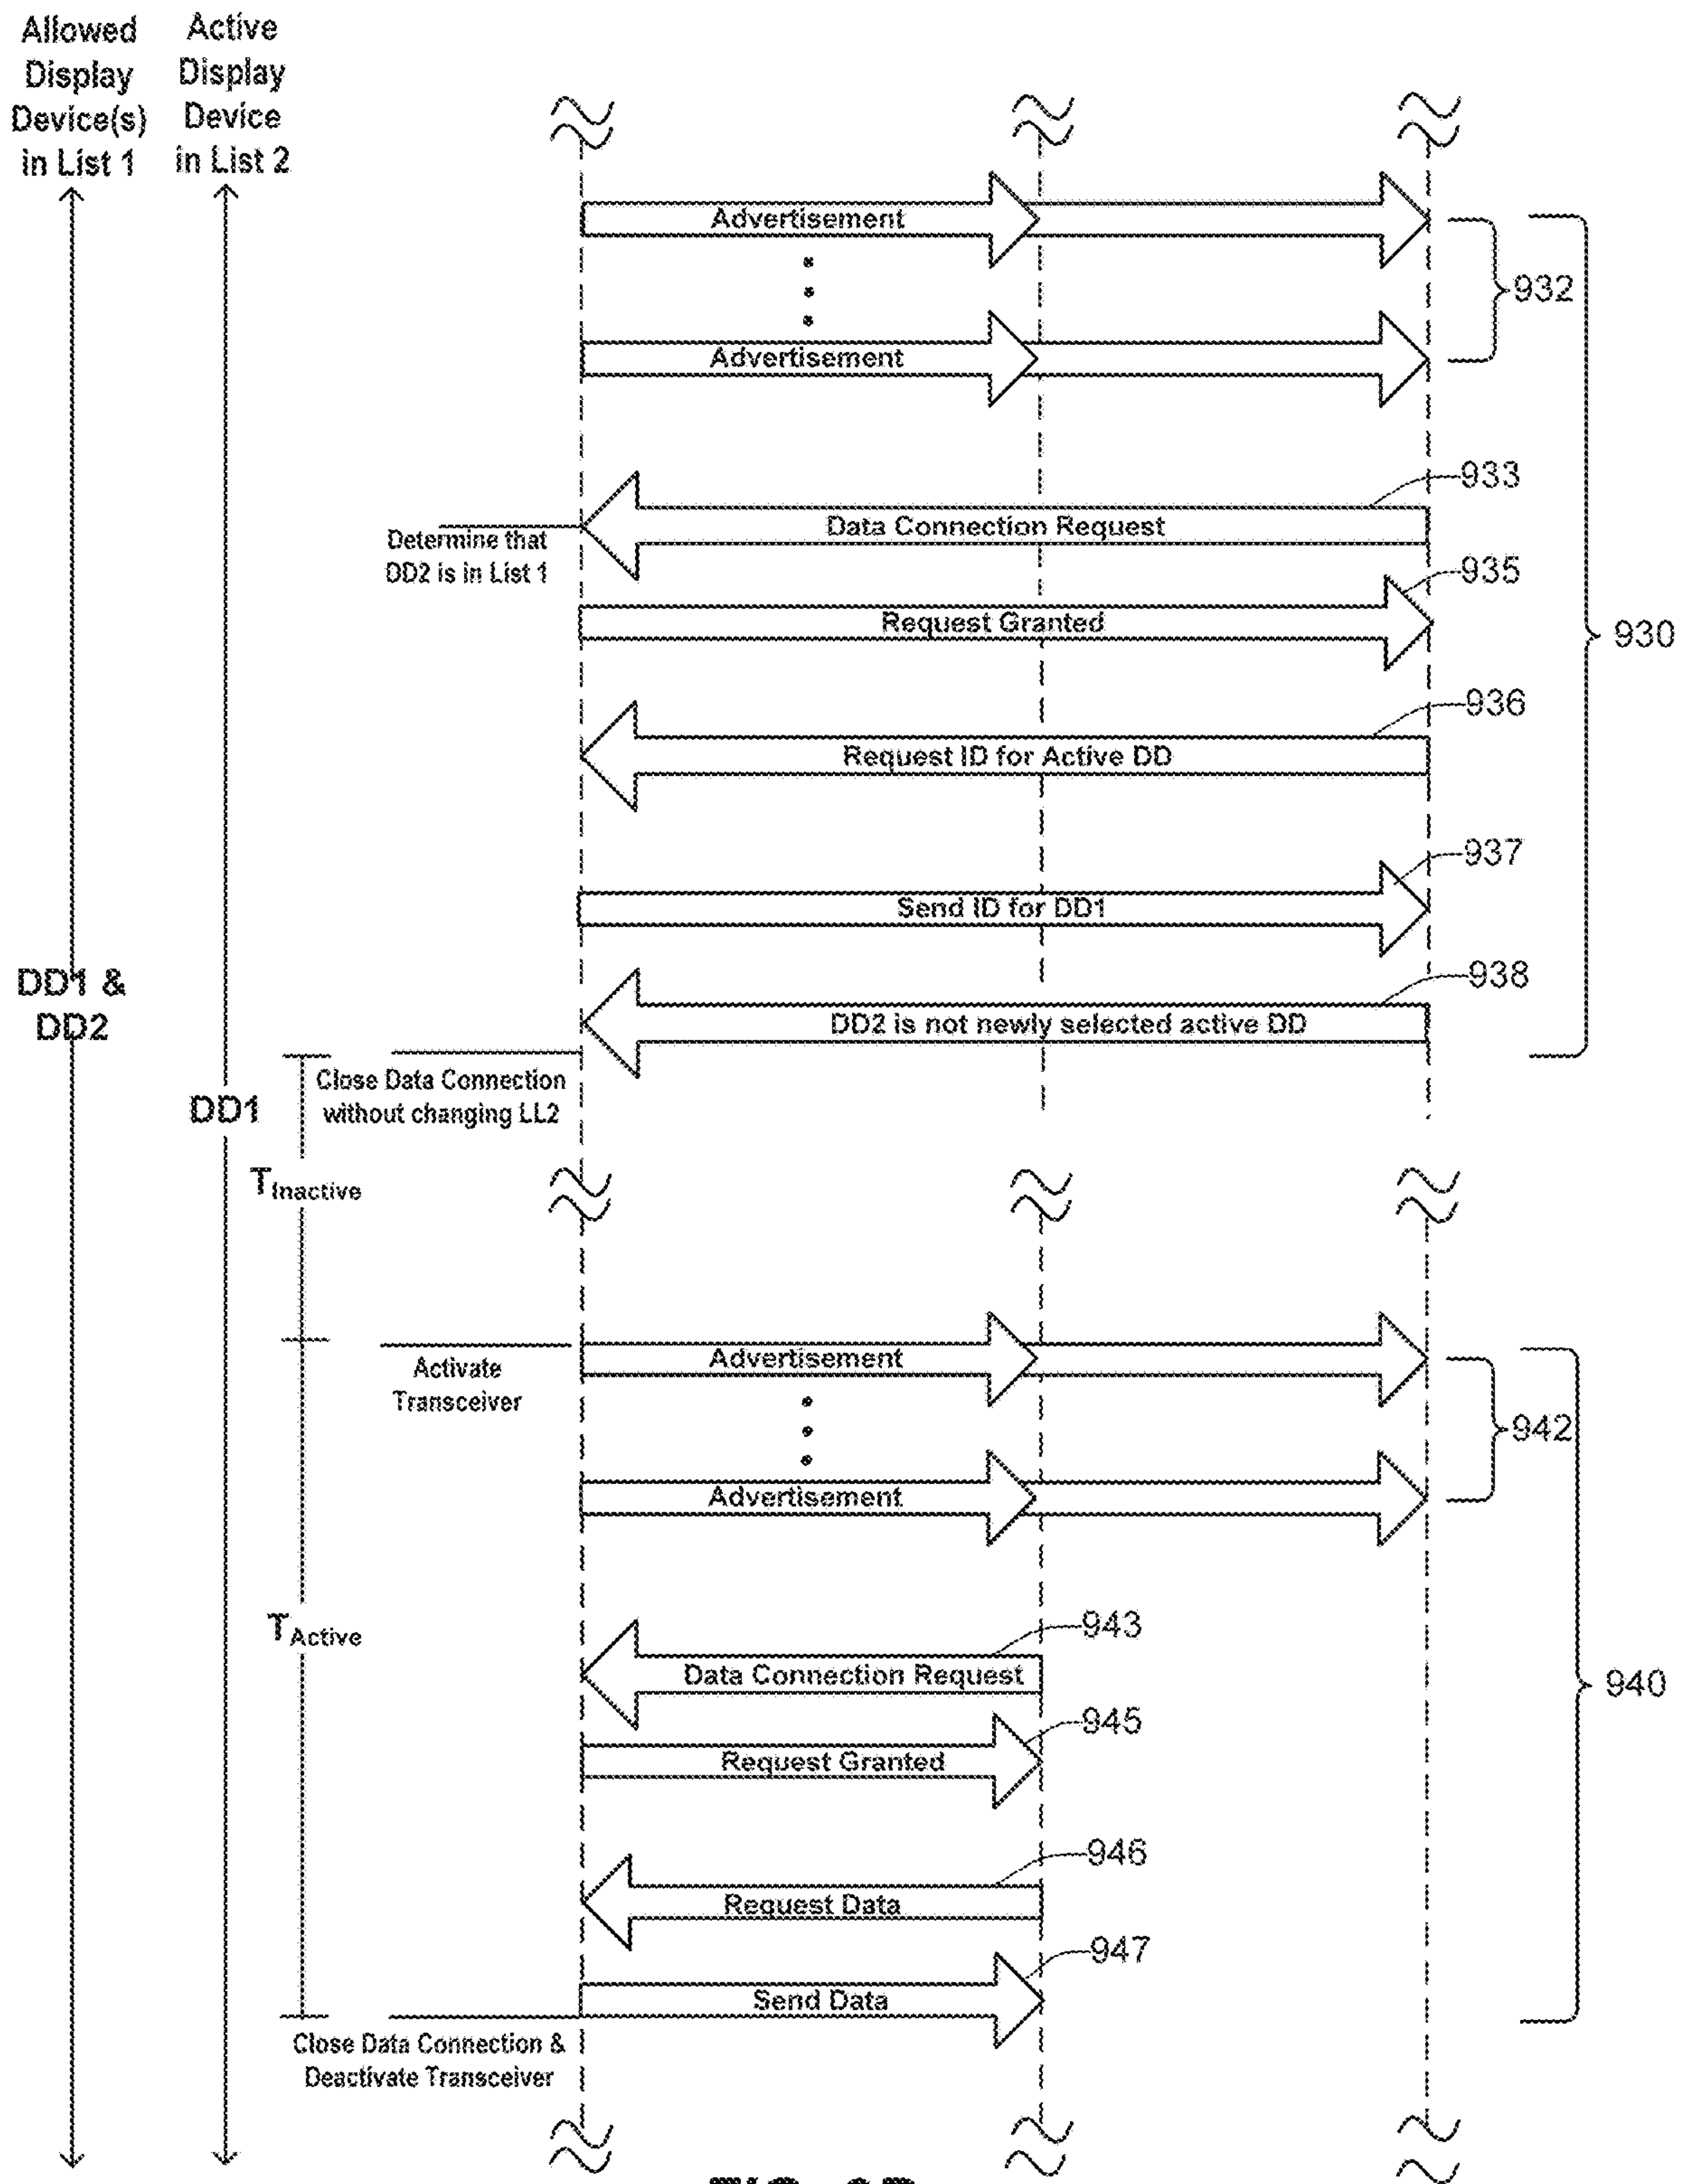 Allowed
Display
Device(s)
in List 1
Active
Display
Device
in List 2
Advertisement
932
Advertisement
933
Data Connection Request
Determine that
DD2 is in List 1
935
Request Granted
930
936
Request ID for Active DD
937
Send ID for DD1
938
DD2 is not newly selected active DD
DD1 &
DD2
Close Data Connection
without changing LL2
DD1
TInactive
Advertisement
Activate
Transceiver
942
Advertisement
TActive
943
Data Connection Request
940
945
Request Granted
946
Request Data
947
Send Data
Close Data Connection &
Deactivate Transceiver